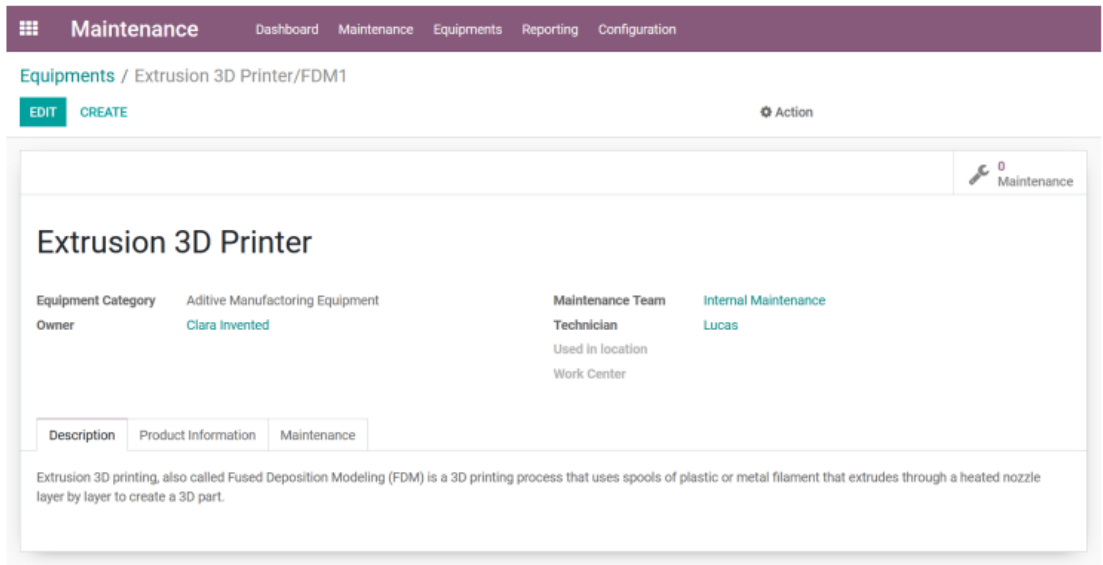 Maintenance Dashboard Maintenance Equipments Reporting Configuration
Equipments / Extrusion 3D Printer/FDM1
EDIT CREATE Action
0
Maintenance
Extrusion 3D Printer
Equipment Category Aditive Manufactoring Equipment Maintenance Team Internal Maintenance
Owner Clara Invented Technician Lucas
Used in location
Work Center
Description Product Information Maintenance
Extrusion 3D printing, also called Fused Deposition Modeling (FDM) is a 3D printing process that uses spools of plastic or metal filament that extrudes through a heated nozzle
layer by layer to create a 3D part.